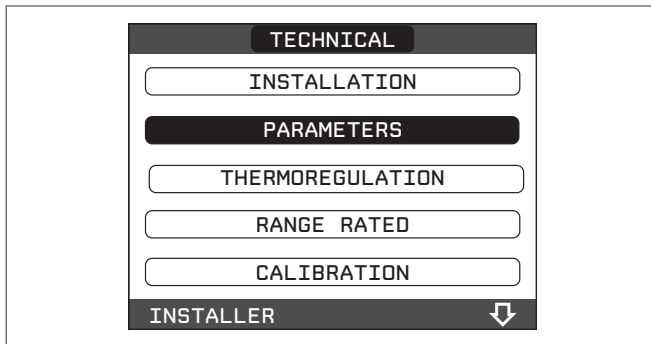 TECHNICAL
INSTALLATION
PARAMETERS
THERMOREGULATION
RANGE RATED
CALIBRATION
INSTALLER